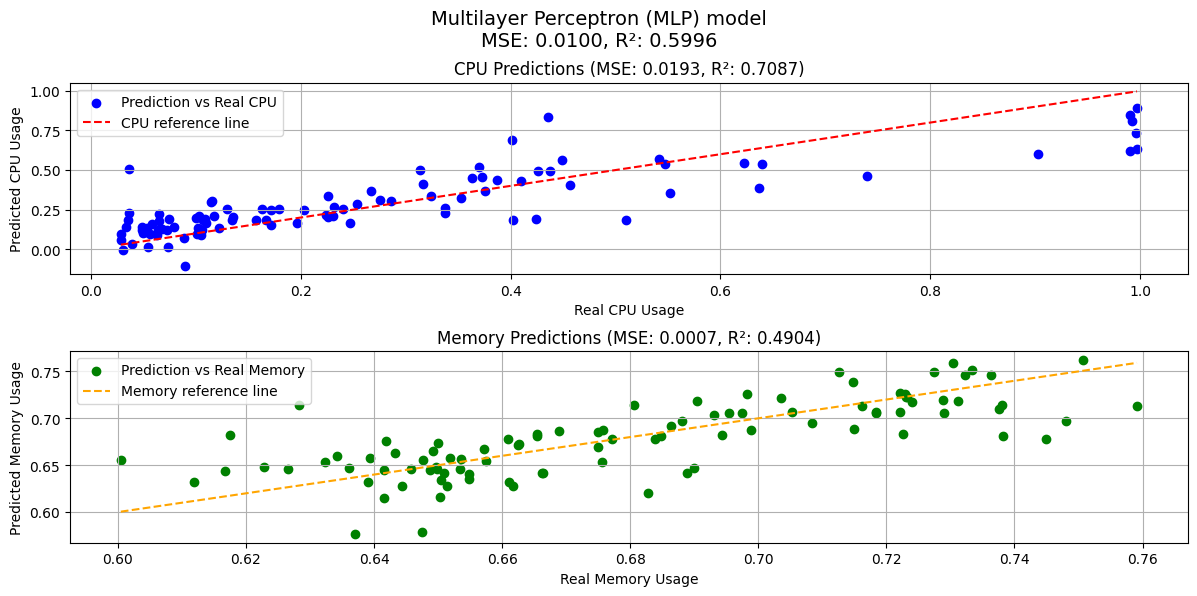 Multilayer Perceptron (MLP) model
MSE: 0.0100, R²: 0.5996
CPU Predictions (MSE: 0.0193, R²: 0.7087)
Predicted CPU Usage
1.00
0.75
0.50
0.25
0.00
Prediction vs Real CPU
CPU reference line
0.0 0.2 0.4 0.6 0.8 1.0
Real CPU Usage
Memory Predictions (MSE: 0.0007, R²: 0.4904)
Predicted Memory Usage
0.75
0.70
0.65
0.60
Prediction vs Real Memory
Memory reference line
0.60 0.62 0.64 0.66 0.68 0.70 0.72 0.74 0.76
Real Memory Usage